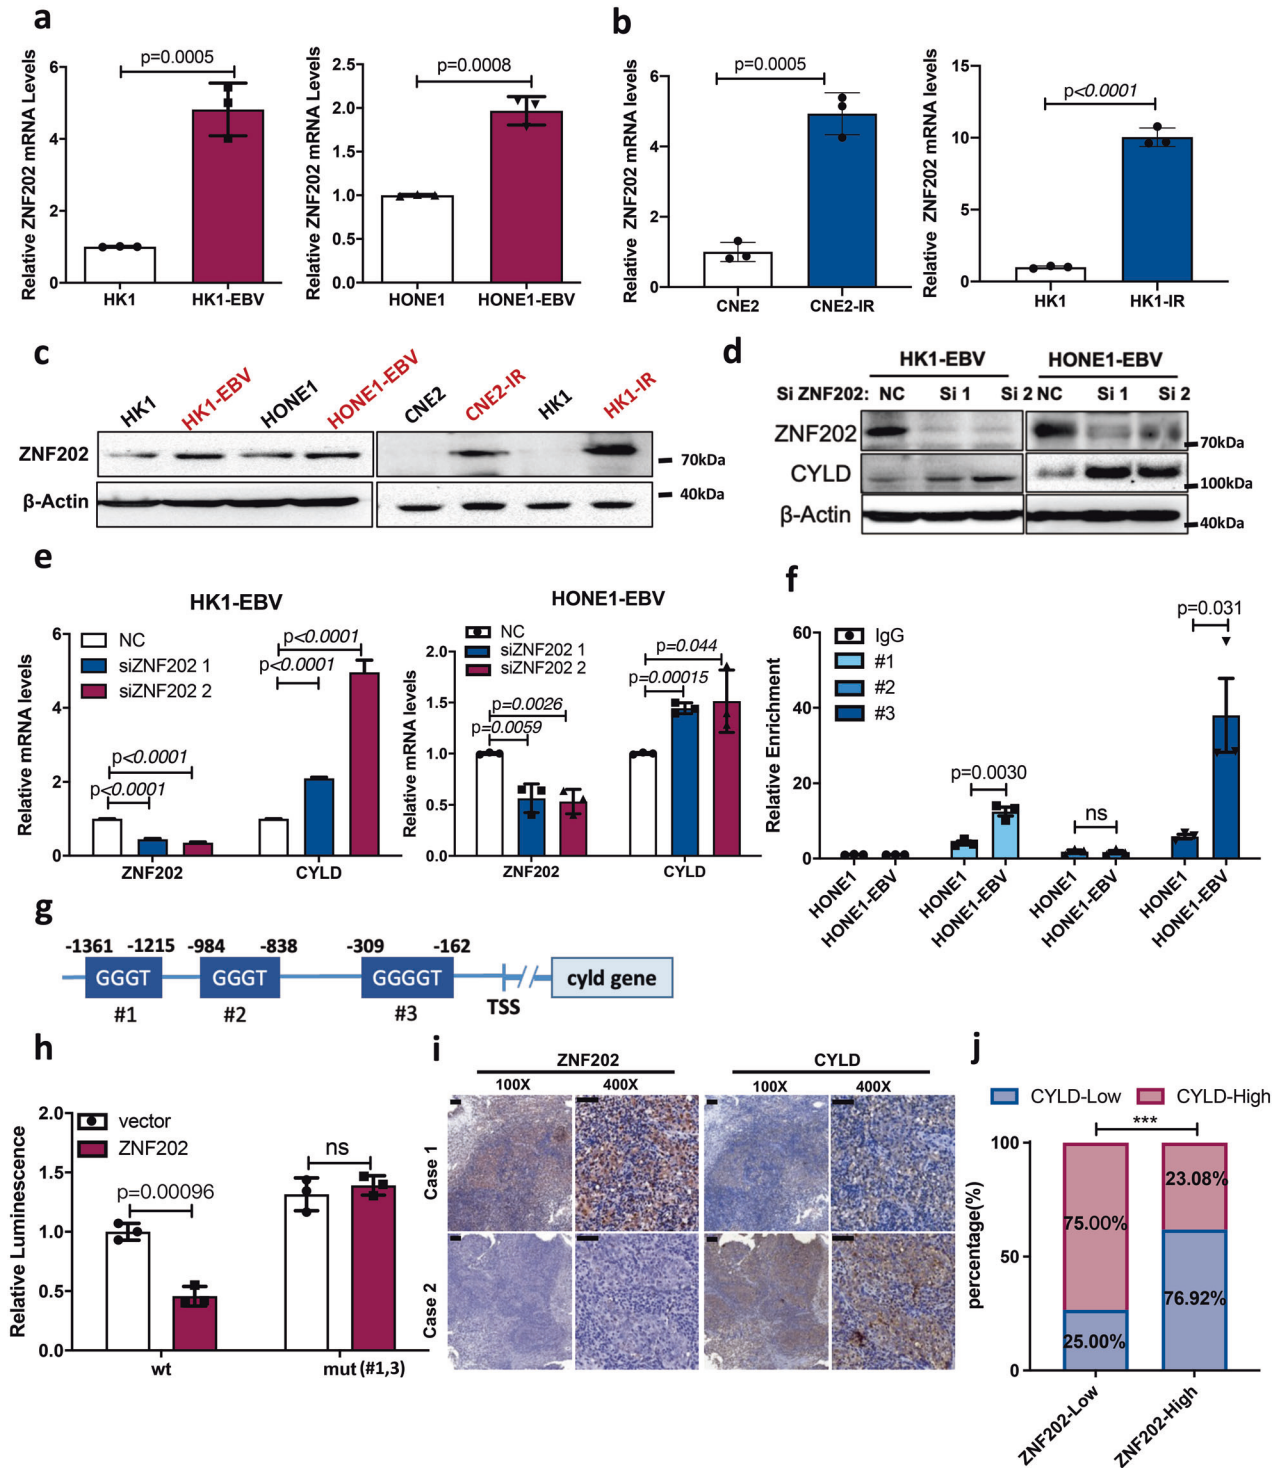 a
Relative ZNF202 mRNA Levels
6
4
2
0
p=0.0005
HK1
HK1-EBV
Relative ZNF202 mRNA Levels
2.5
2.0
1.5
1.0
0.5
0.0
p=0.0008
HONE1
HONE1-EBV
b
Relative ZNF202 mRNA levels
6
4
2
0
p=0.0005
CNE2
CNE2-IR
Relative ZNF202 mRNA levels
15
10
5
0
p<0.0001
HK1
HK1-IR
c
HK1
HK1-EBV
HONE1
HONE1-EBV
CNE2
CNE2-IR
HK1
HK1-IR
ZNF202
70kDa
β-Actin
40kDa
d
HK1-EBV
HONE1-EBV
Si ZNF202: NC Si 1 Si 2 NC Si 1 Si 2
ZNF202
70kDa
CYLD
100kDa
β-Actin
40kDa
e
HK1-EBV
Relative mRNA levels
6
4
2
0
NC
siZNF202 1
siZNF202 2
p<0.0001
p<0.0001
p<0.0001
p<0.0001
ZNF202
CYLD
HONE1-EBV
Relative mRNA levels
2.0
1.5
1.0
0.5
0.0
NC
siZNF202 1
siZNF202 2
p=0.0026
p=0.0059
p=0.044
p=0.00015
ZNF202
CYLD
f
Relative Enrichment
60
40
20
0
IgG
#1
#2
#3
p=0.0030
ns
p=0.031
HONE1
HONE1-EBV
HONE1
HONE1-EBV
HONE1
HONE1-EBV
HONE1
HONE1-EBV
g
-1361 -1215 -984 -838 -309 -162
GGGT GGGT GGGGT cyld gene
#1 #2 #3 TSS
h
Relative Luminescence
2.0
1.5
1.0
0.5
0.0
vector
ZNF202
p=0.00096
ns
wt
mut (#1,3)
i
ZNF202 CYLD
100X 400X 100X 400X
Case 1
Case 2
j
CYLD-Low CYLD-High
***
percentage(%)
100
50
0
75.00%
25.00%
23.08%
76.92%
ZNF202-Low
ZNF202-High